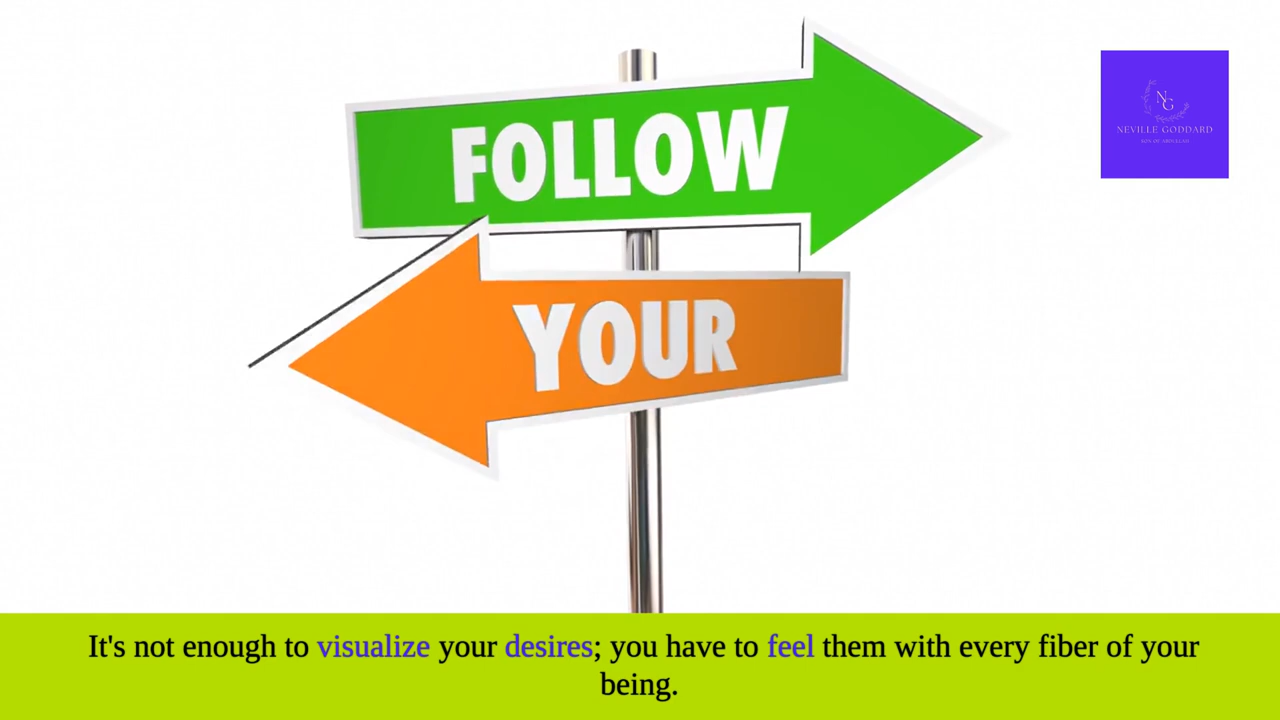 FOLLOW
YOUR
NG
NEVILLE GODDARD
It's not enough to visualize your desires; you have to feel them with every fiber of your
being.